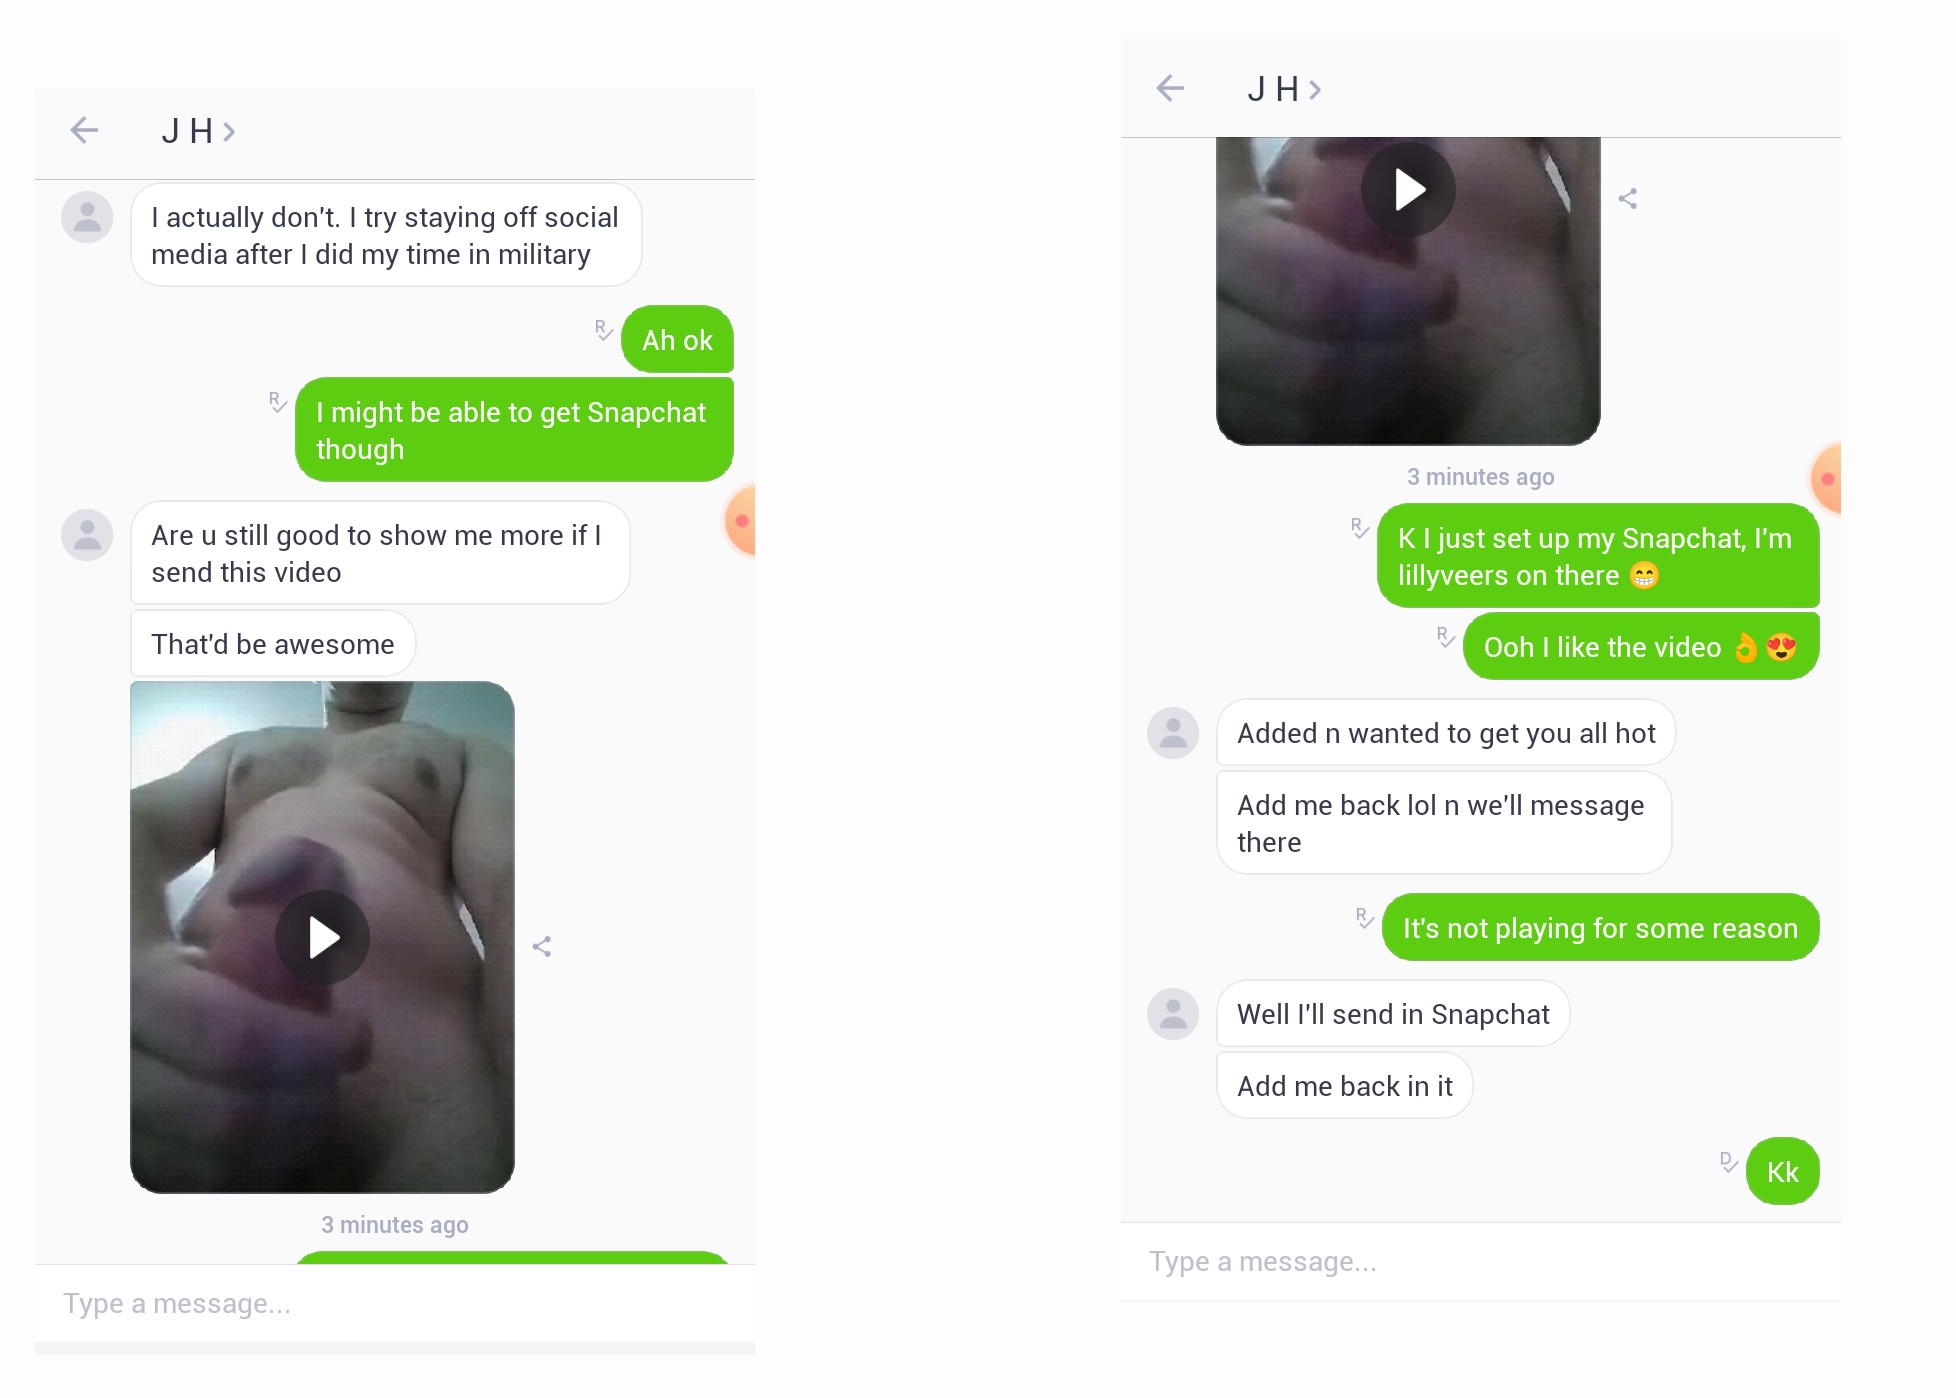 J H
I actually don't. I try staying off social
media after I did my time in military
R
Ah ok
R
I might be able to get Snapchat
though
Are u still good to show me more if I
send this video
That'd be awesome
3 minutes ago
Type a message...
J H
3 minutes ago
R
K I just set up my Snapchat, I'm
lillyveers on there 😁
R
Ooh I like the video 👌😍
Added n wanted to get you all hot
Add me back lol n we'll message
there
R
It's not playing for some reason
Well I'll send in Snapchat
Add me back in it
D
Kk
Type a message...